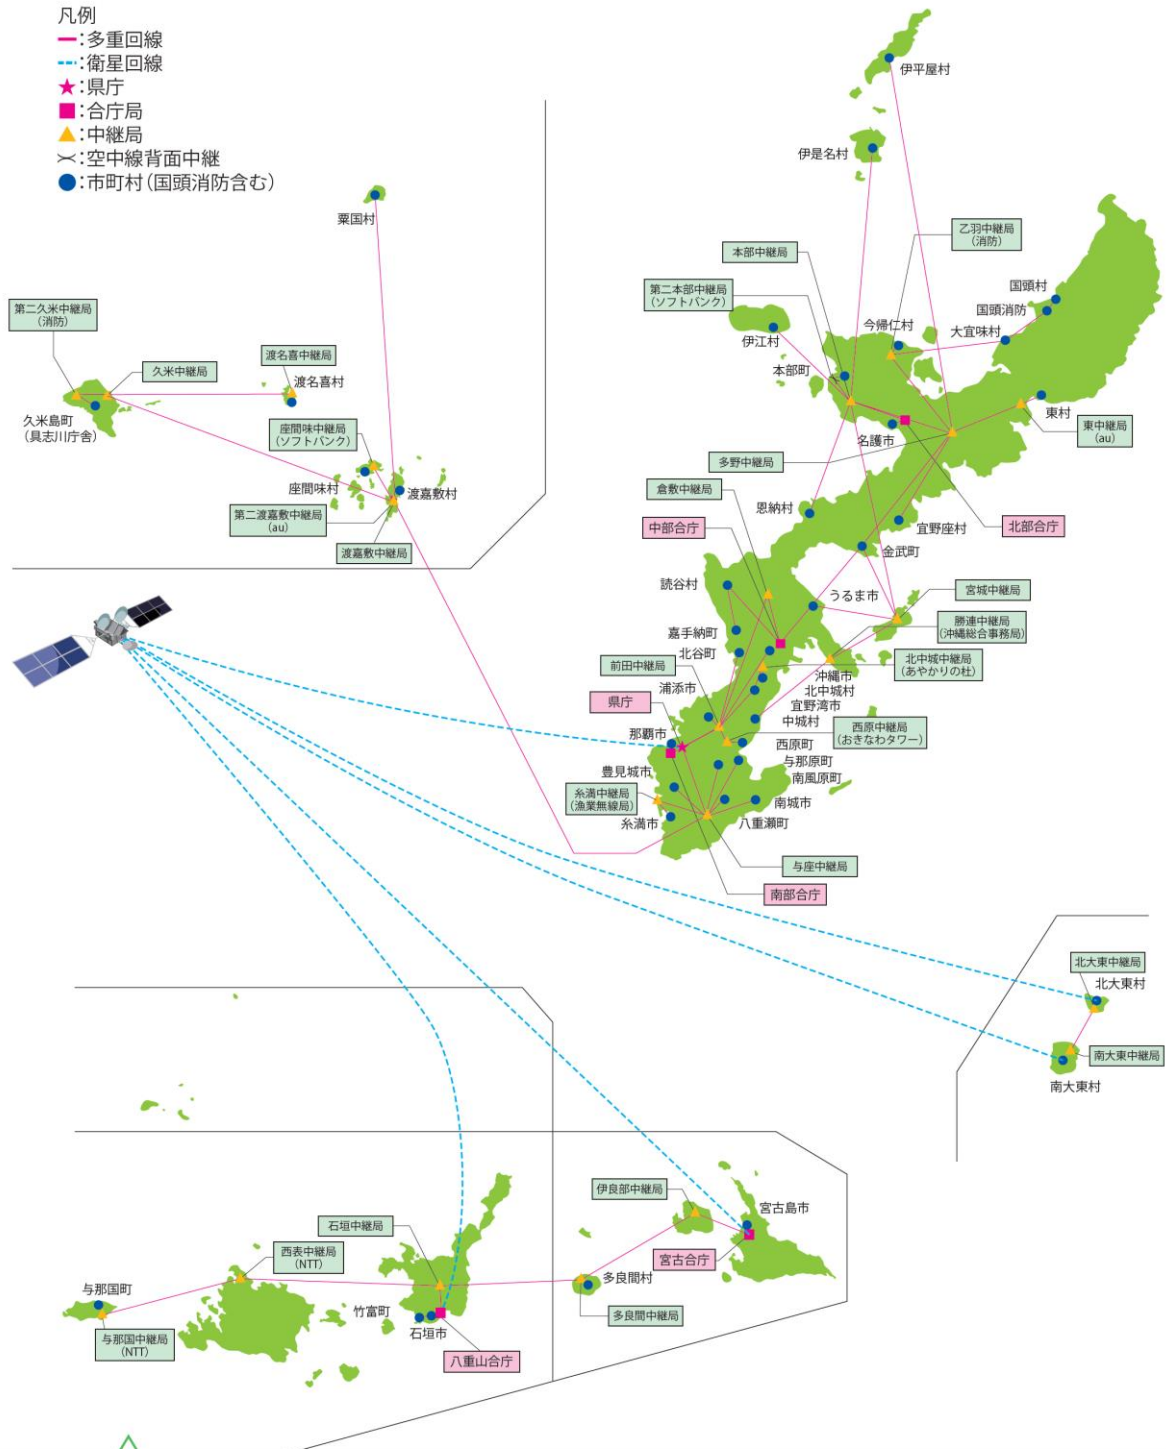 凡例
━:多重回線
┅:衛星回線
★:県庁
■:合庁局
▲:中継局
:空中線背面中継
●:市町村(国頭消防含む)
伊平屋村
伊是名村
粟国村
乙羽中継局
(消防)
本部中継局
第二本部中継局
(ソフトバンク)
国頭村
国頭消防
大宜味村
今帰仁村
伊江村
本部町
第二久米中継局
(消防)
久米中継局
渡名喜中継局
渡名喜村
久米島町
(具志川庁舎)
座間味中継局
(ソフトバンク)
座間味村
渡嘉敷村
第二渡嘉敷中継局
(au)
渡嘉敷中継局
東村
東中継局
(au)
名護市
多野中継局
倉敷中継局
中部合庁
恩納村
宜野座村
北部合庁
金武町
読谷村
うるま市
宮城中継局
嘉手納町
勝連中継局
(沖縄総合事務局)
北谷町
前田中継局
北中城中継局
(あやかりの杜)
沖縄市
浦添市
北中城村
県庁
宜野湾市
中城村
那覇市
西原中継局
(おきなわタワー)
西原町
与那原町
豊見城市
南風原町
糸満中継局
(漁業無線局)
南城市
糸満市
八重瀬町
与座中継局
南部合庁
北大東中継局
北大東村
南大東中継局
南大東村
伊良部中継局
宮古島市
石垣中継局
宮古合庁
西表中継局
(NTT)
多良間村
与那国町
竹富町
多良間中継局
石垣市
与那国中継局
(NTT)
八重山合庁